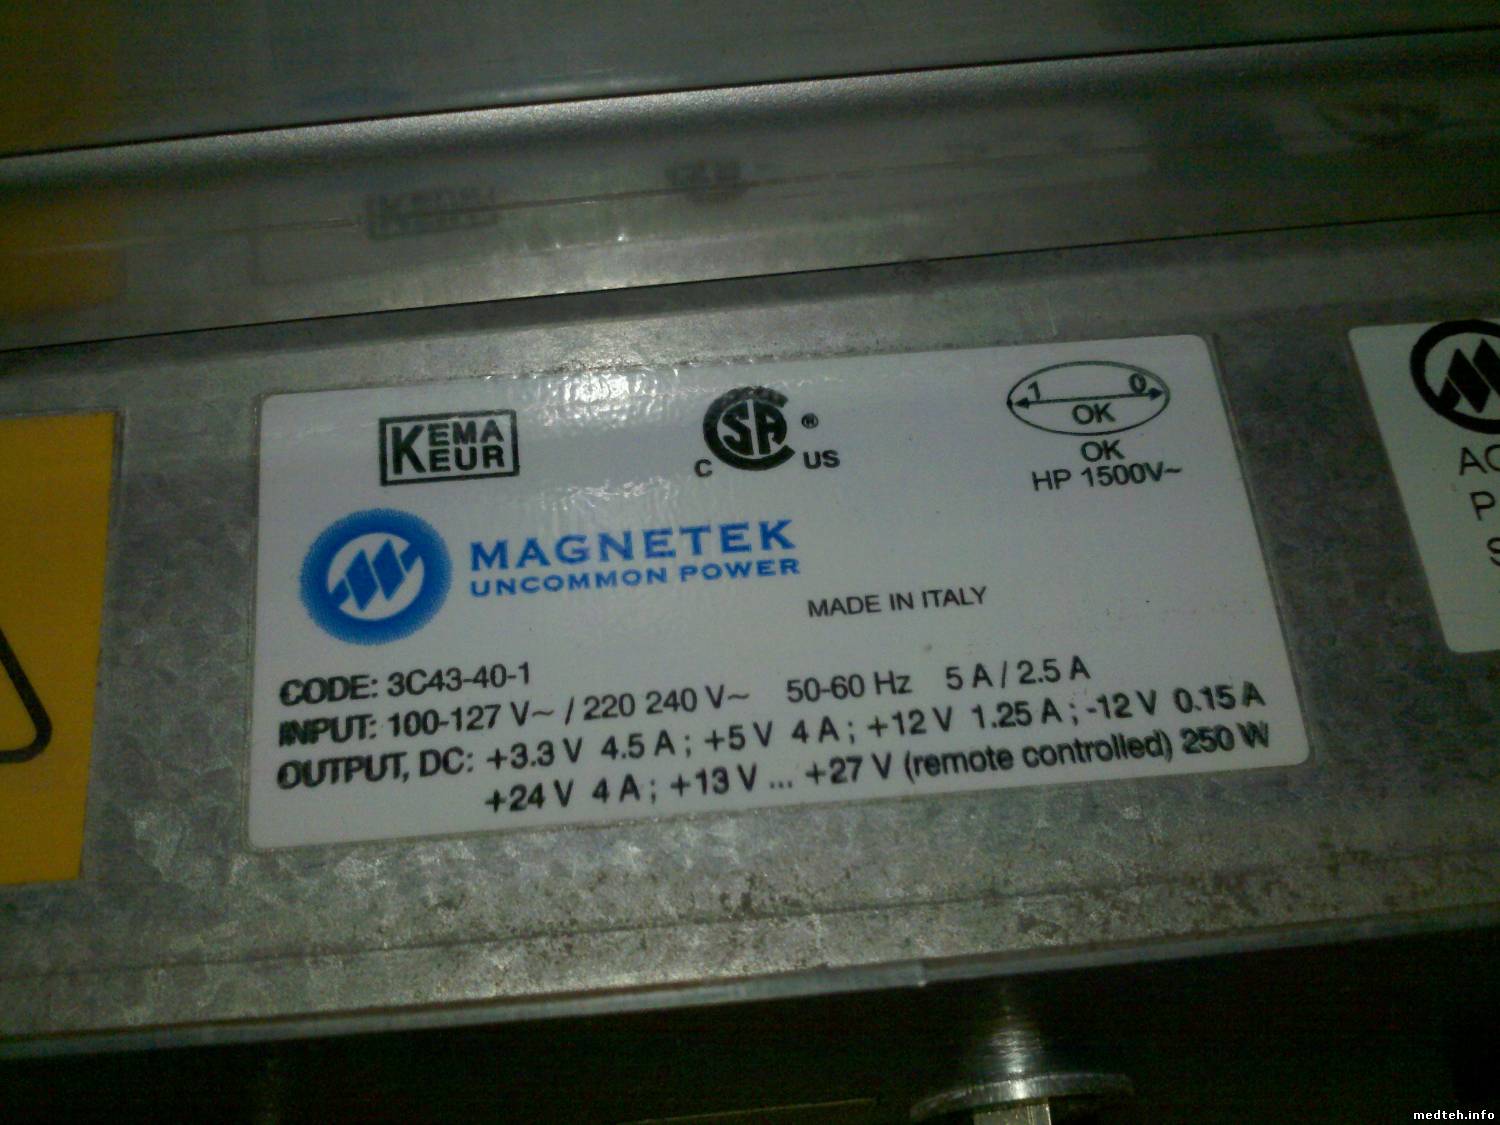 KEMA
KEUR
C CSA ® US
1 0
OK
OK
HP 1500V~
MAGNETEK
UNCOMMON POWER
MADE IN ITALY
CODE: 3C43-40-1
INPUT: 100-127 V~ / 220 240 V~ 50-60 Hz 5 A / 2.5 A
OUTPUT, DC: +3.3 V 4.5 A ; +5 V 4 A ; +12 V 1.25 A ; -12 V 0.15 A
+24 V 4 A ; +13 V ... +27 V (remote controlled) 250 W
medteh.info